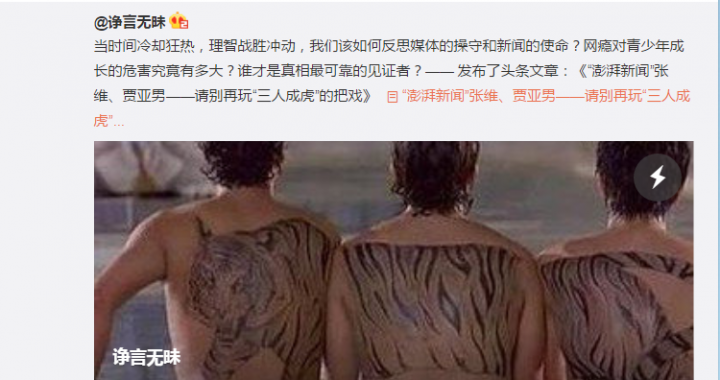 @诤言无昧
当时间冷却狂热，理智战胜冲动，我们该如何反思媒体的操守和新闻的使命？网瘾对青少年成
长的危害究竟有多大？谁才是真相最可靠的见证者？—— 发布了头条文章：《“澎湃新闻”张
维、贾亚男——请别再玩“三人成虎”的把戏》 “澎湃新闻”张维、贾亚男——请别再玩“三人成
虎”...
诤言无昧